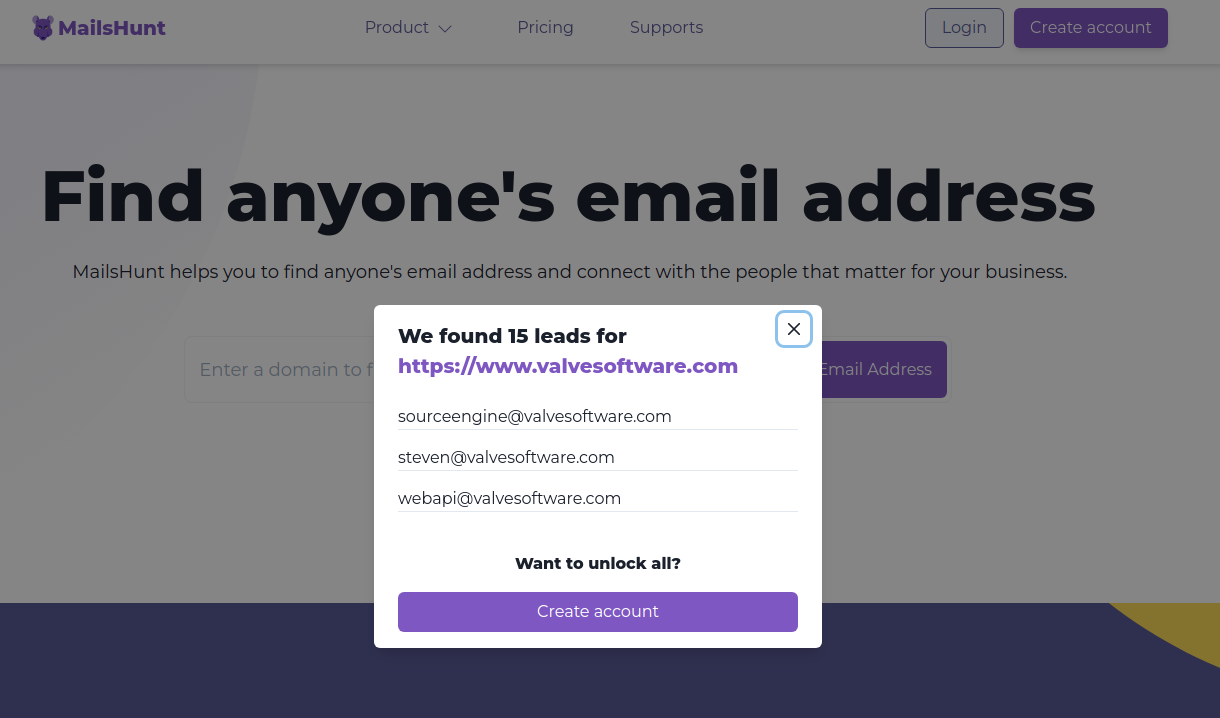 MailsHunt
Product
Pricing
Supports
Login
Create account
Find anyone's email address
MailsHunt helps you to find anyone's email address and connect with the people that matter for your business.
Enter a domain to f
Email Address
We found 15 leads for
https://www.valvesoftware.com
sourceengine@valvesoftware.com
steven@valvesoftware.com
webapi@valvesoftware.com
Want to unlock all?
Create account